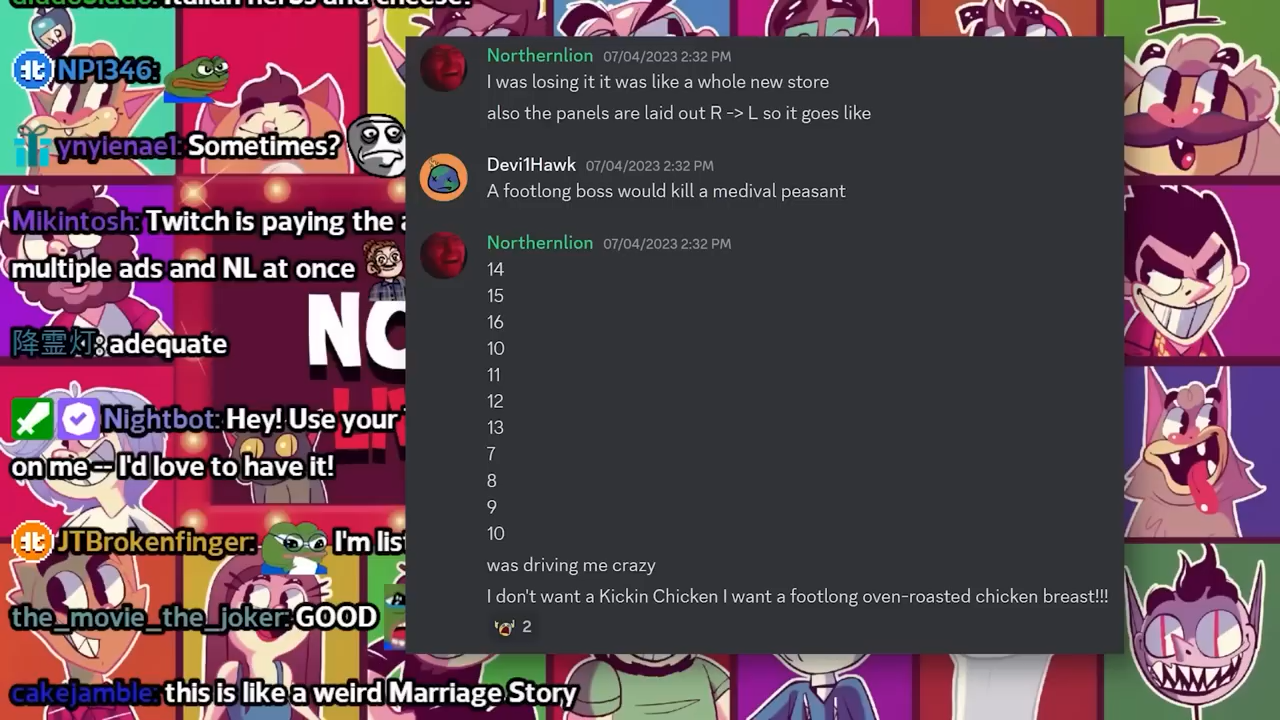 NP1346:
ynylenael: Sometimes?
Mikintosh: Twitch is paying the
multiple ads and NL at once
降霊灯: adequate
Nightbot: Hey! Use your
on me -- I'd love to have it!
JTBrokenfinger: I'm
the_movie_the_joker: GOOD
cakejamble: this is like a weird Marriage Story
NO
Northernlion 07/04/2023 2:32 PM
I was losing it it was like a whole new store
also the panels are laid out R -> L so it goes like
Devi1Hawk 07/04/2023 2:32 PM
A footlong boss would kill a medival peasant
Northernlion 07/04/2023 2:32 PM
14
15
16
10
11
12
13
7
8
9
10
was driving me crazy
I don't want a Kickin Chicken I want a footlong oven-roasted chicken breast!!!
2